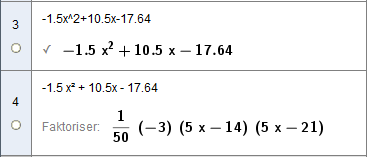 3
-1.5x^2+10.5x-17.64
✓ −1.5 x² + 10.5 x − 17.64
4
-1.5 x² + 10.5x - 17.64
Faktoriser: 1/50 (−3) (5 x − 14) (5 x − 21)